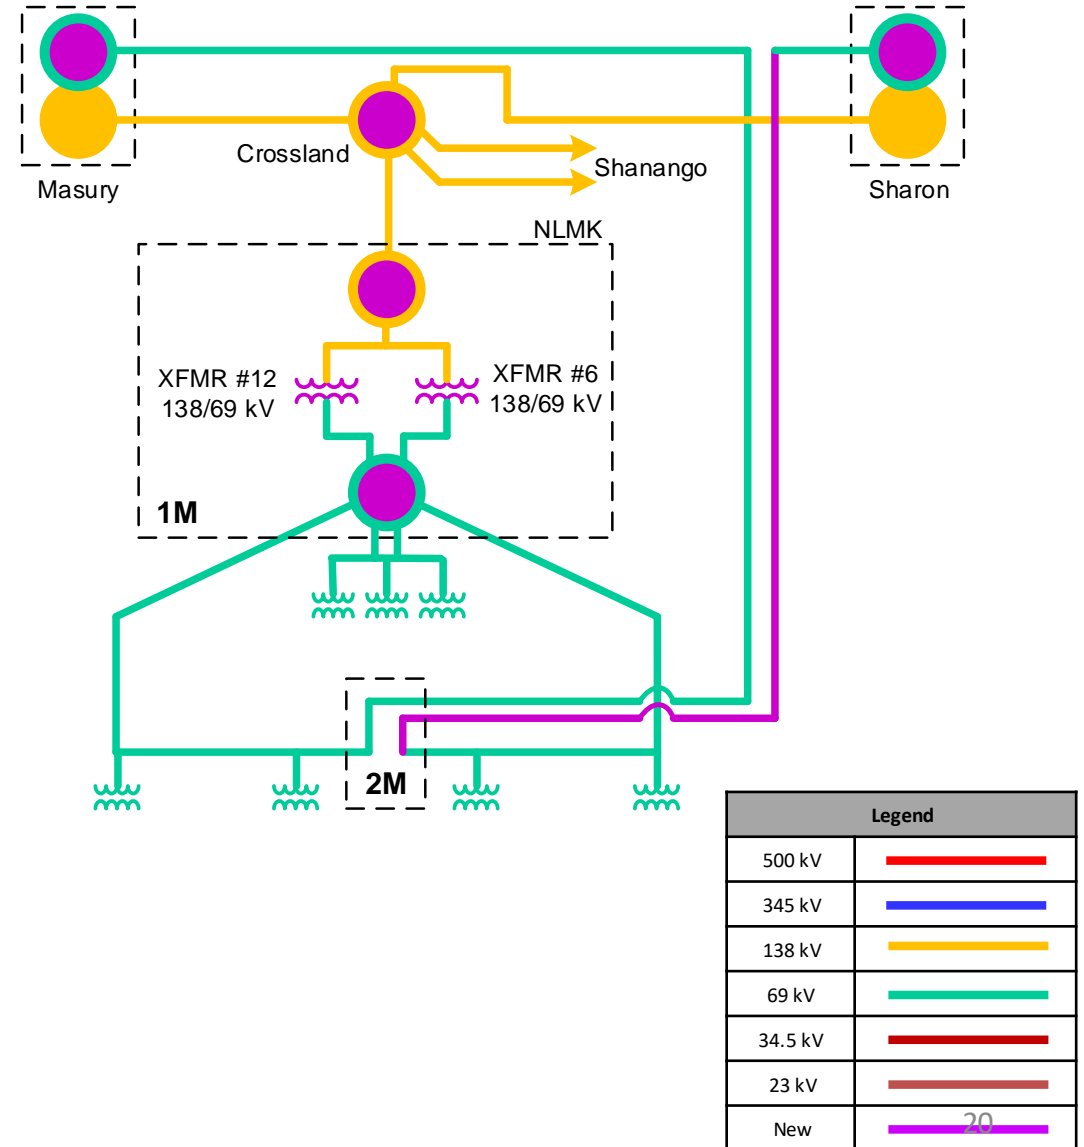 Crossland
Shanango
Masury
Sharon
NLMK
XFMR #12
138/69 kV
XFMR #6
138/69 kV
1M
2M
Legend
500 kV
345 kV
138 kV
69 kV
34.5 kV
23 kV
New
20